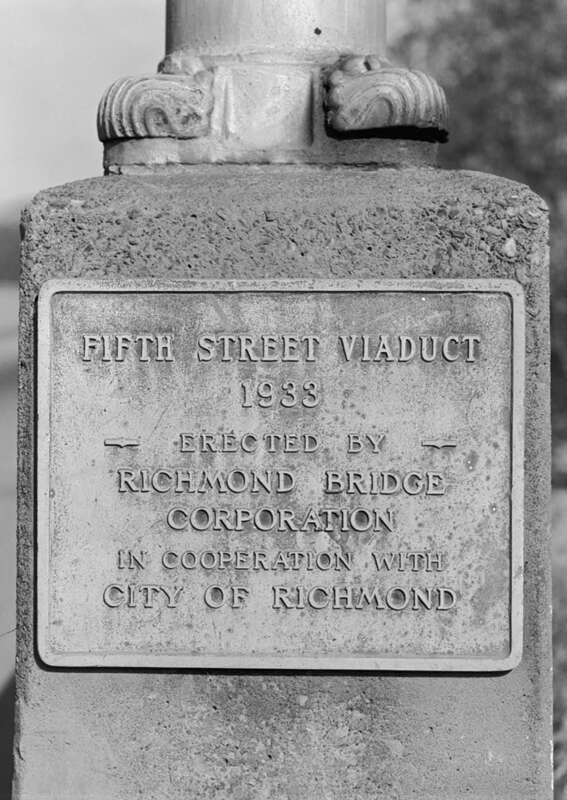 FIFTH STREET VIADUCT
1933
ERECTED BY
RICHMOND BRIDGE
CORPORATION
IN COOPERATION WITH
CITY OF RICHMOND